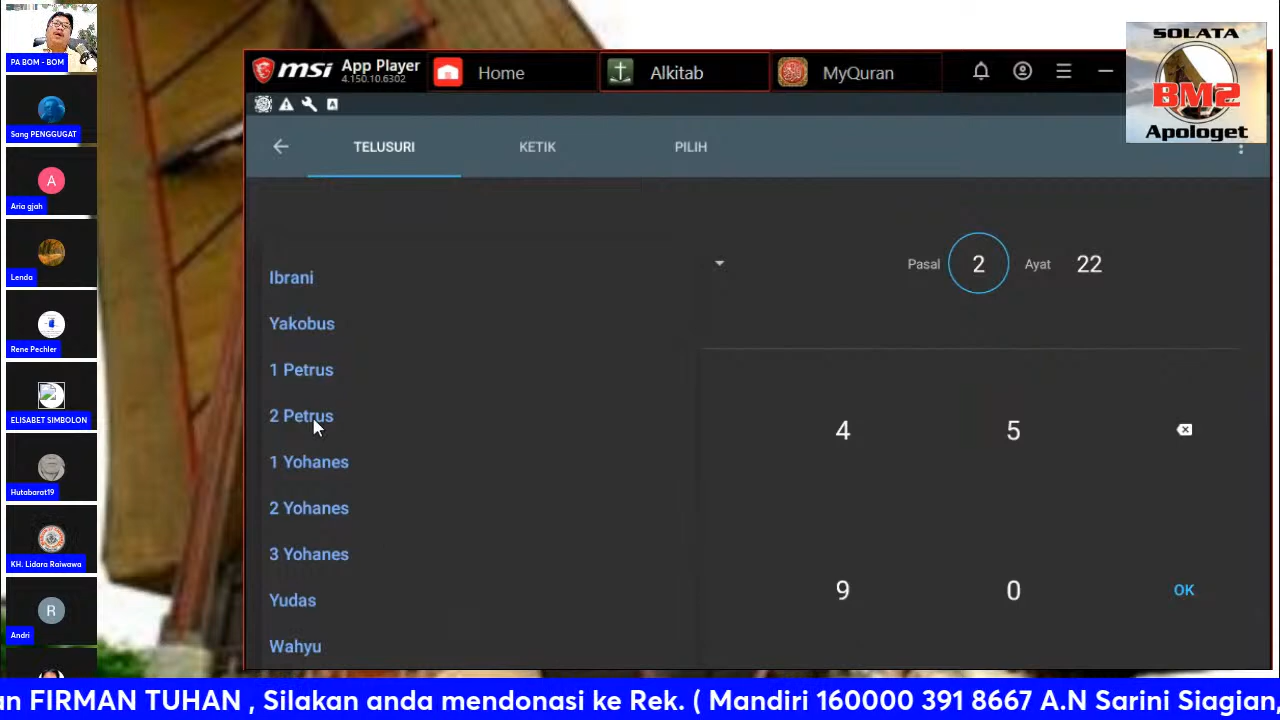 PA BOM - BOM
Sang PENGGUGAT
A
Aria gjah
Lenda
Rene Pechler
ELISABET SIMBOLON
Hutabarat19
KH. Lidara Raiwawa
R
Andri
msi App Player
4.150.10.6302
Home
Alkitab
MyQuran
SOLATA
BM2
Apologet
TELUSURI
KETIK
PILIH
Ibrani
Yakobus
1 Petrus
2 Petrus
1 Yohanes
2 Yohanes
3 Yohanes
Yudas
Wahyu
Pasal 2 Ayat 22
4 5
9 0 OK
an FIRMAN TUHAN , Silakan anda mendonasi ke Rek. ( Mandiri 160000 391 8667 A.N Sarini Siagian,